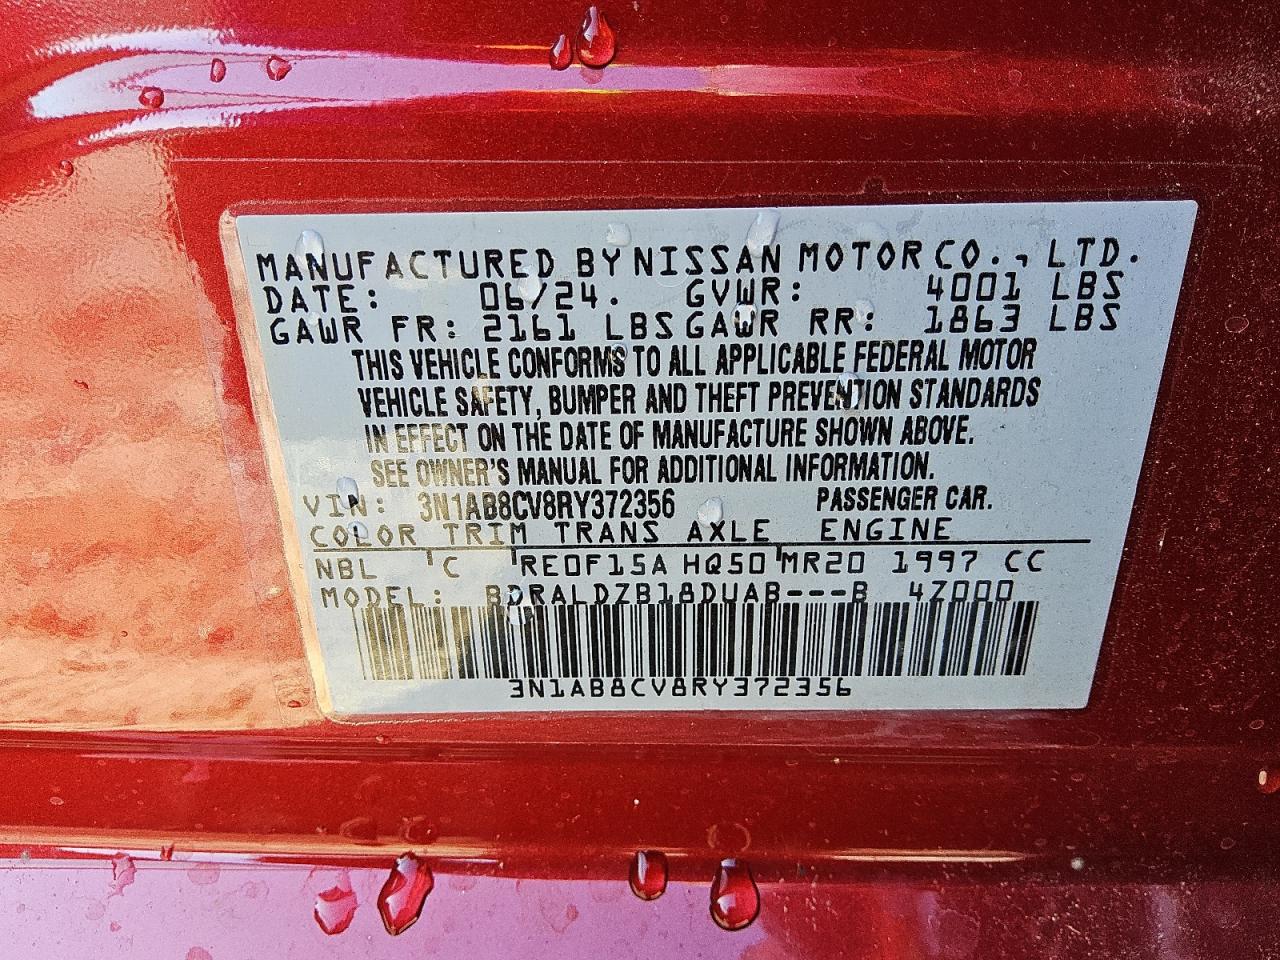 MANUFACTURED BY NISSAN MOTOR CO., LTD.
DATE: 06/24. GVWR: 4001 LBS
GAWR FR: 2161 LBS GAWR RR: 1863 LBS
THIS VEHICLE CONFORMS TO ALL APPLICABLE FEDERAL MOTOR
VEHICLE SAFETY, BUMPER AND THEFT PREVENTION STANDARDS
IN EFFECT ON THE DATE OF MANUFACTURE SHOWN ABOVE.
SEE OWNER'S MANUAL FOR ADDITIONAL INFORMATION.
VIN: 3N1AB8CV8RY372356 PASSENGER CAR.
COLOR TRIM TRANS AXLE ENGINE
NBL C RE0F15A HQ50 MR20 1997 CC
MODEL: BDRALDZB18DUAB---B 4Z000
3N1AB8CV8RY372356